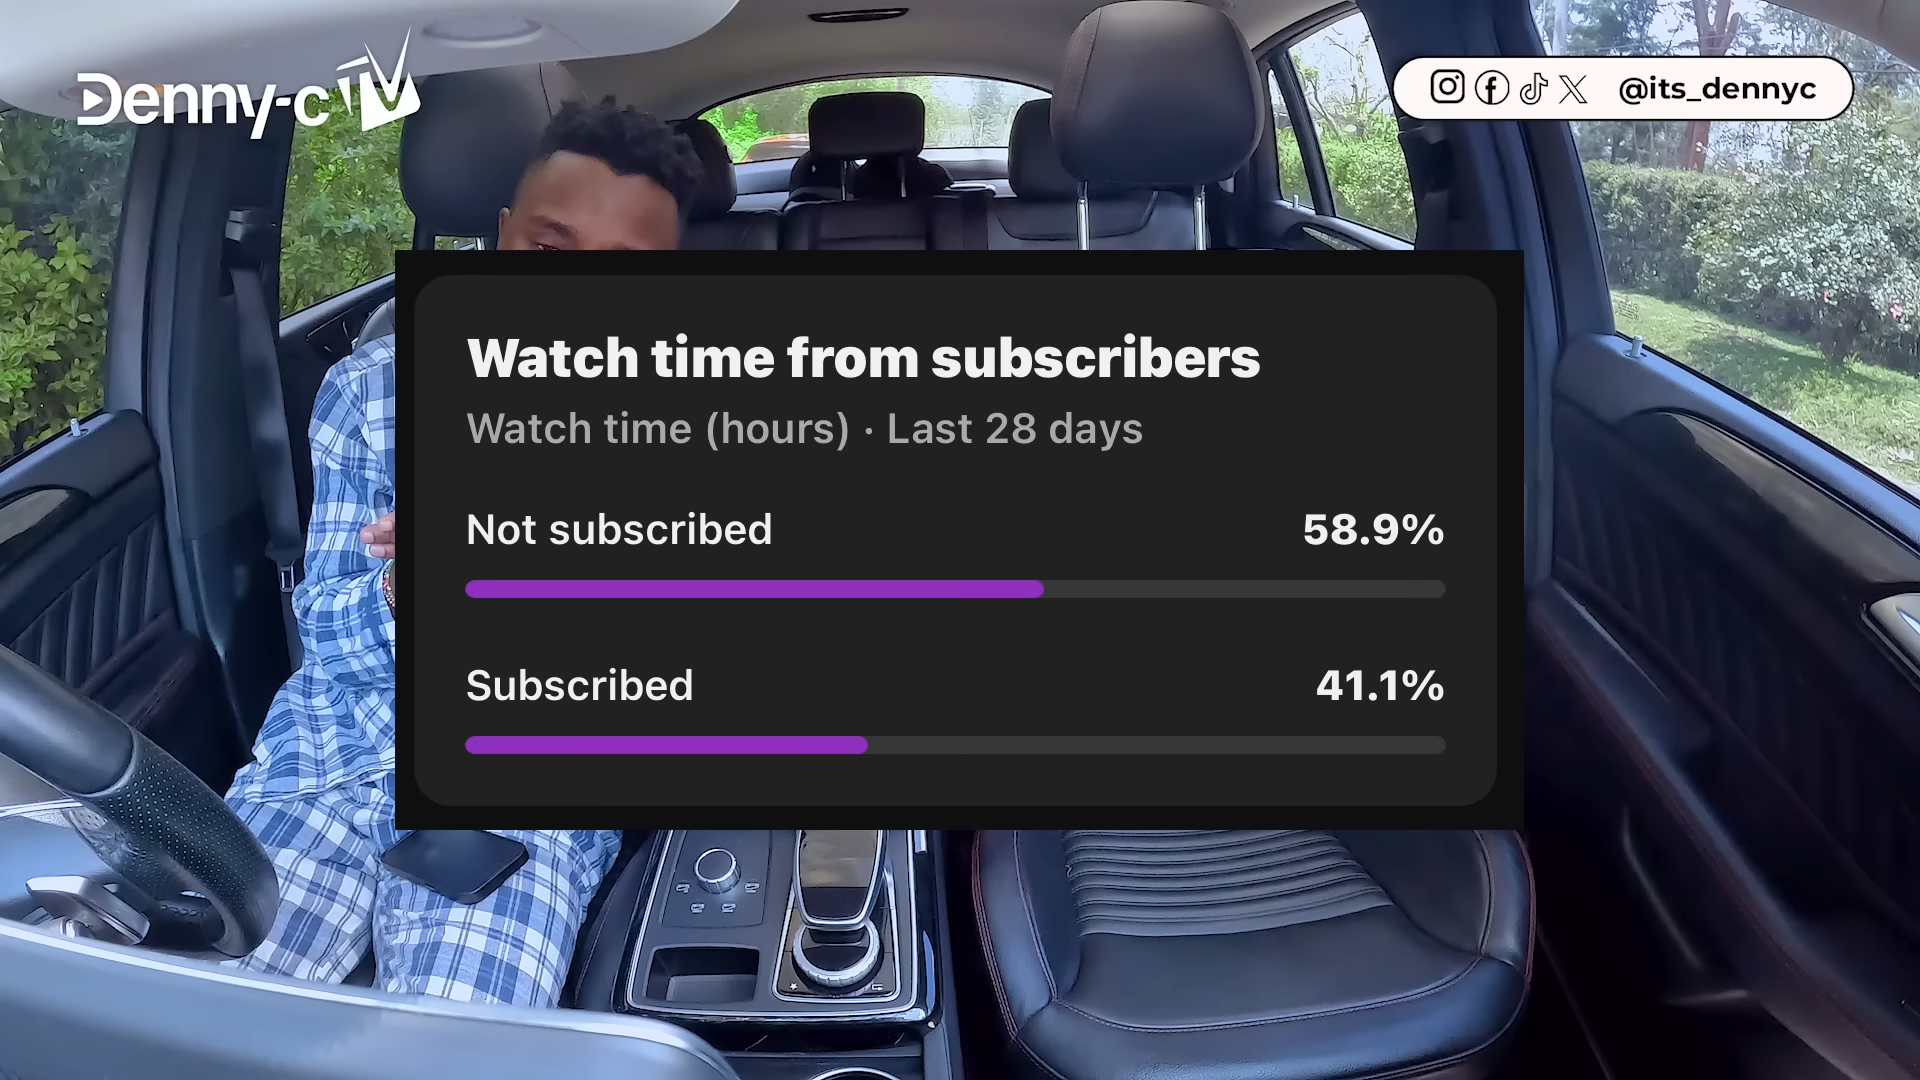 Denny-C TV
@its_dennyc
Watch time from subscribers
Watch time (hours) · Last 28 days
Not subscribed
58.9%
Subscribed
41.1%